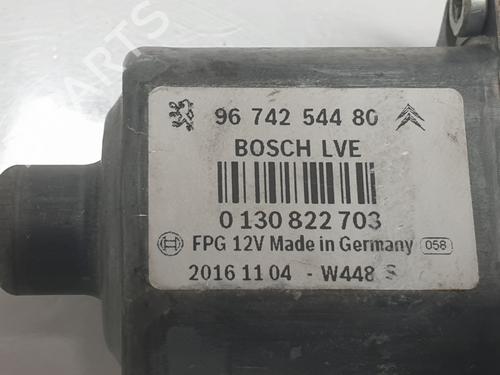 96 742 544 80
BOSCH LVE
0 130 822 703
FPG 12V Made in Germany 058
2016 11 04 - W448 S